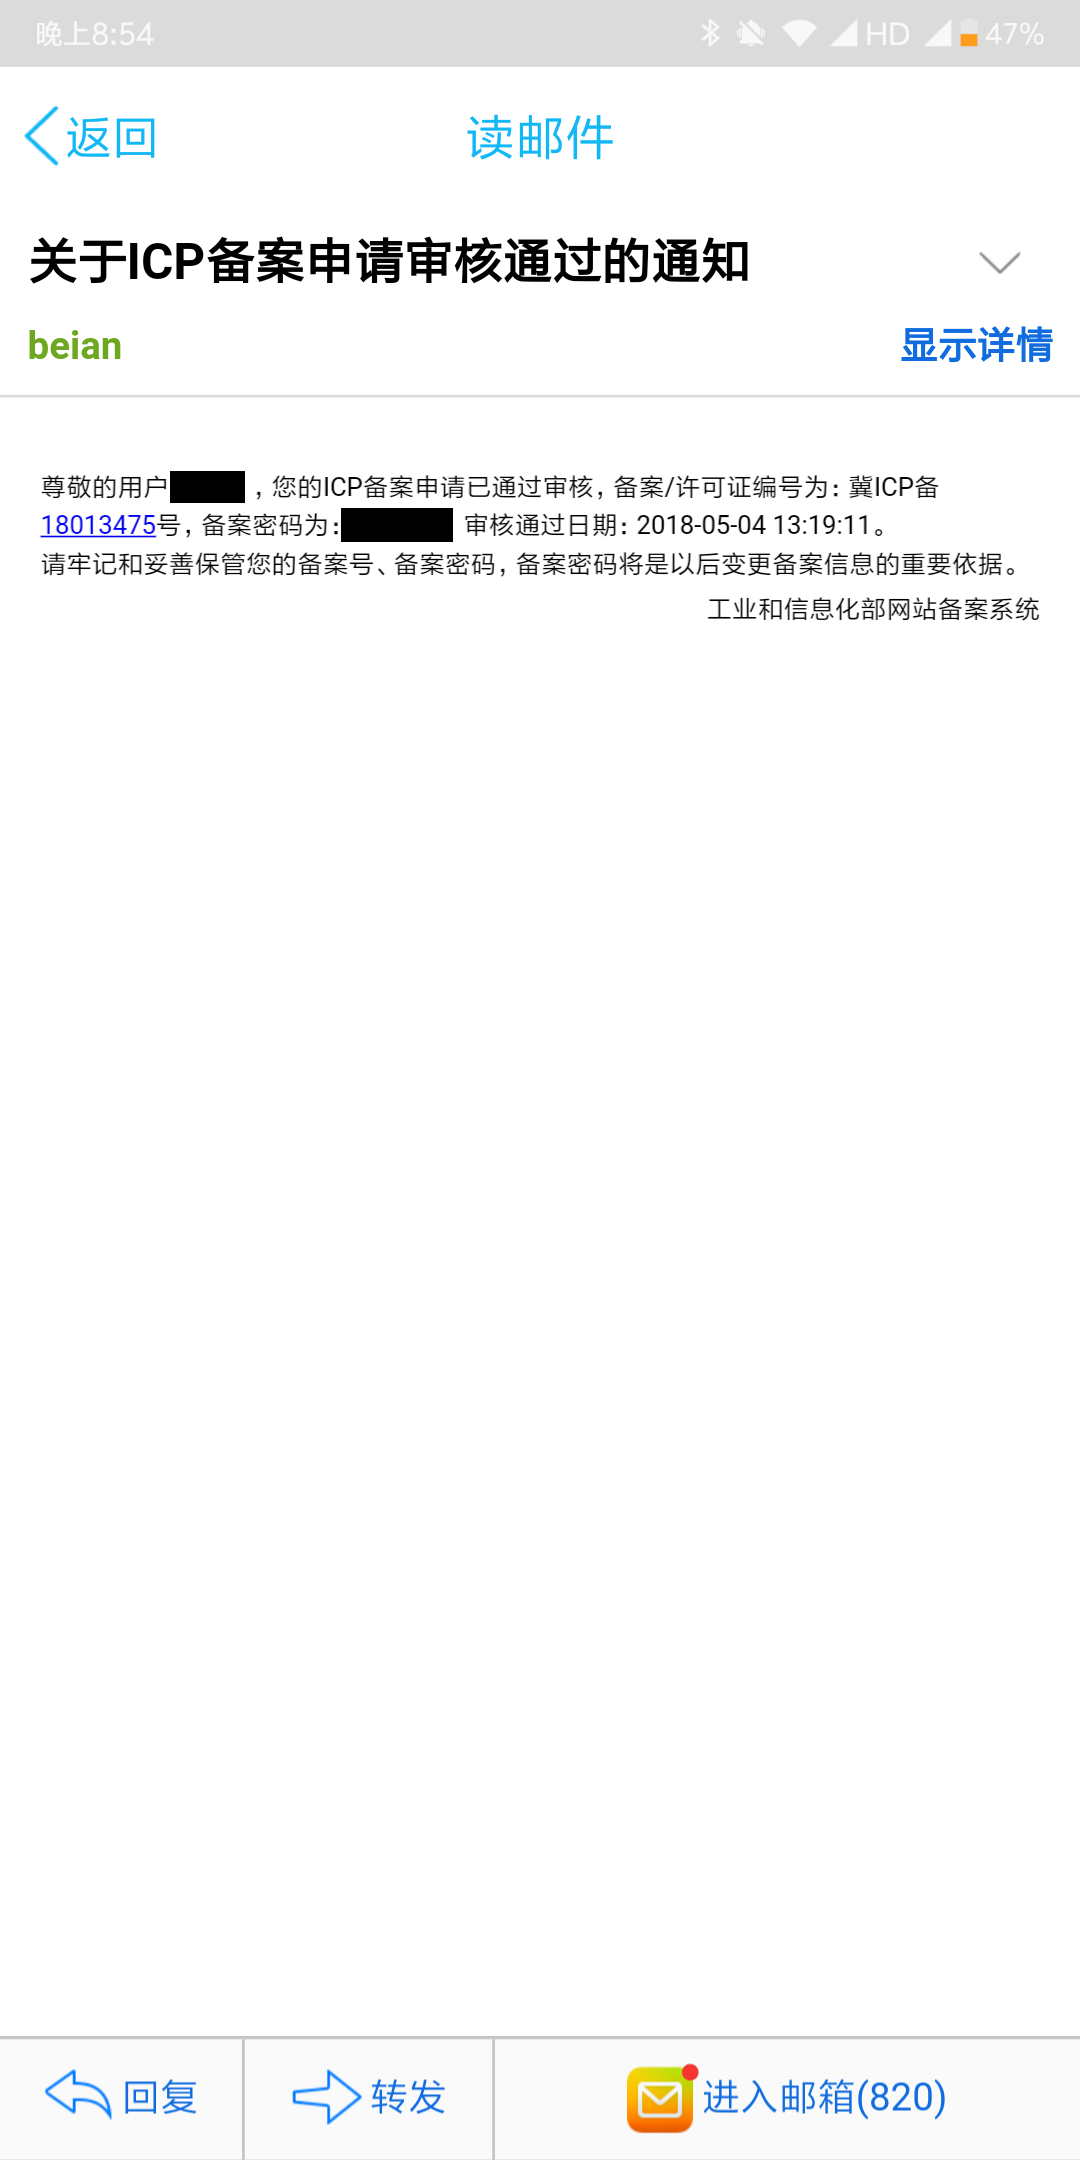 晚上8:54 HD 47%
返回 读邮件
关于ICP备案申请审核通过的通知
beian 显示详情
尊敬的用户 ，您的ICP备案申请已通过审核，备案/许可证编号为：冀ICP备
18013475号，备案密码为： 审核通过日期：2018-05-04 13:19:11。
请牢记和妥善保管您的备案号、备案密码，备案密码将是以后变更备案信息的重要依据。
工业和信息化部网站备案系统
回复 转发 进入邮箱(820)